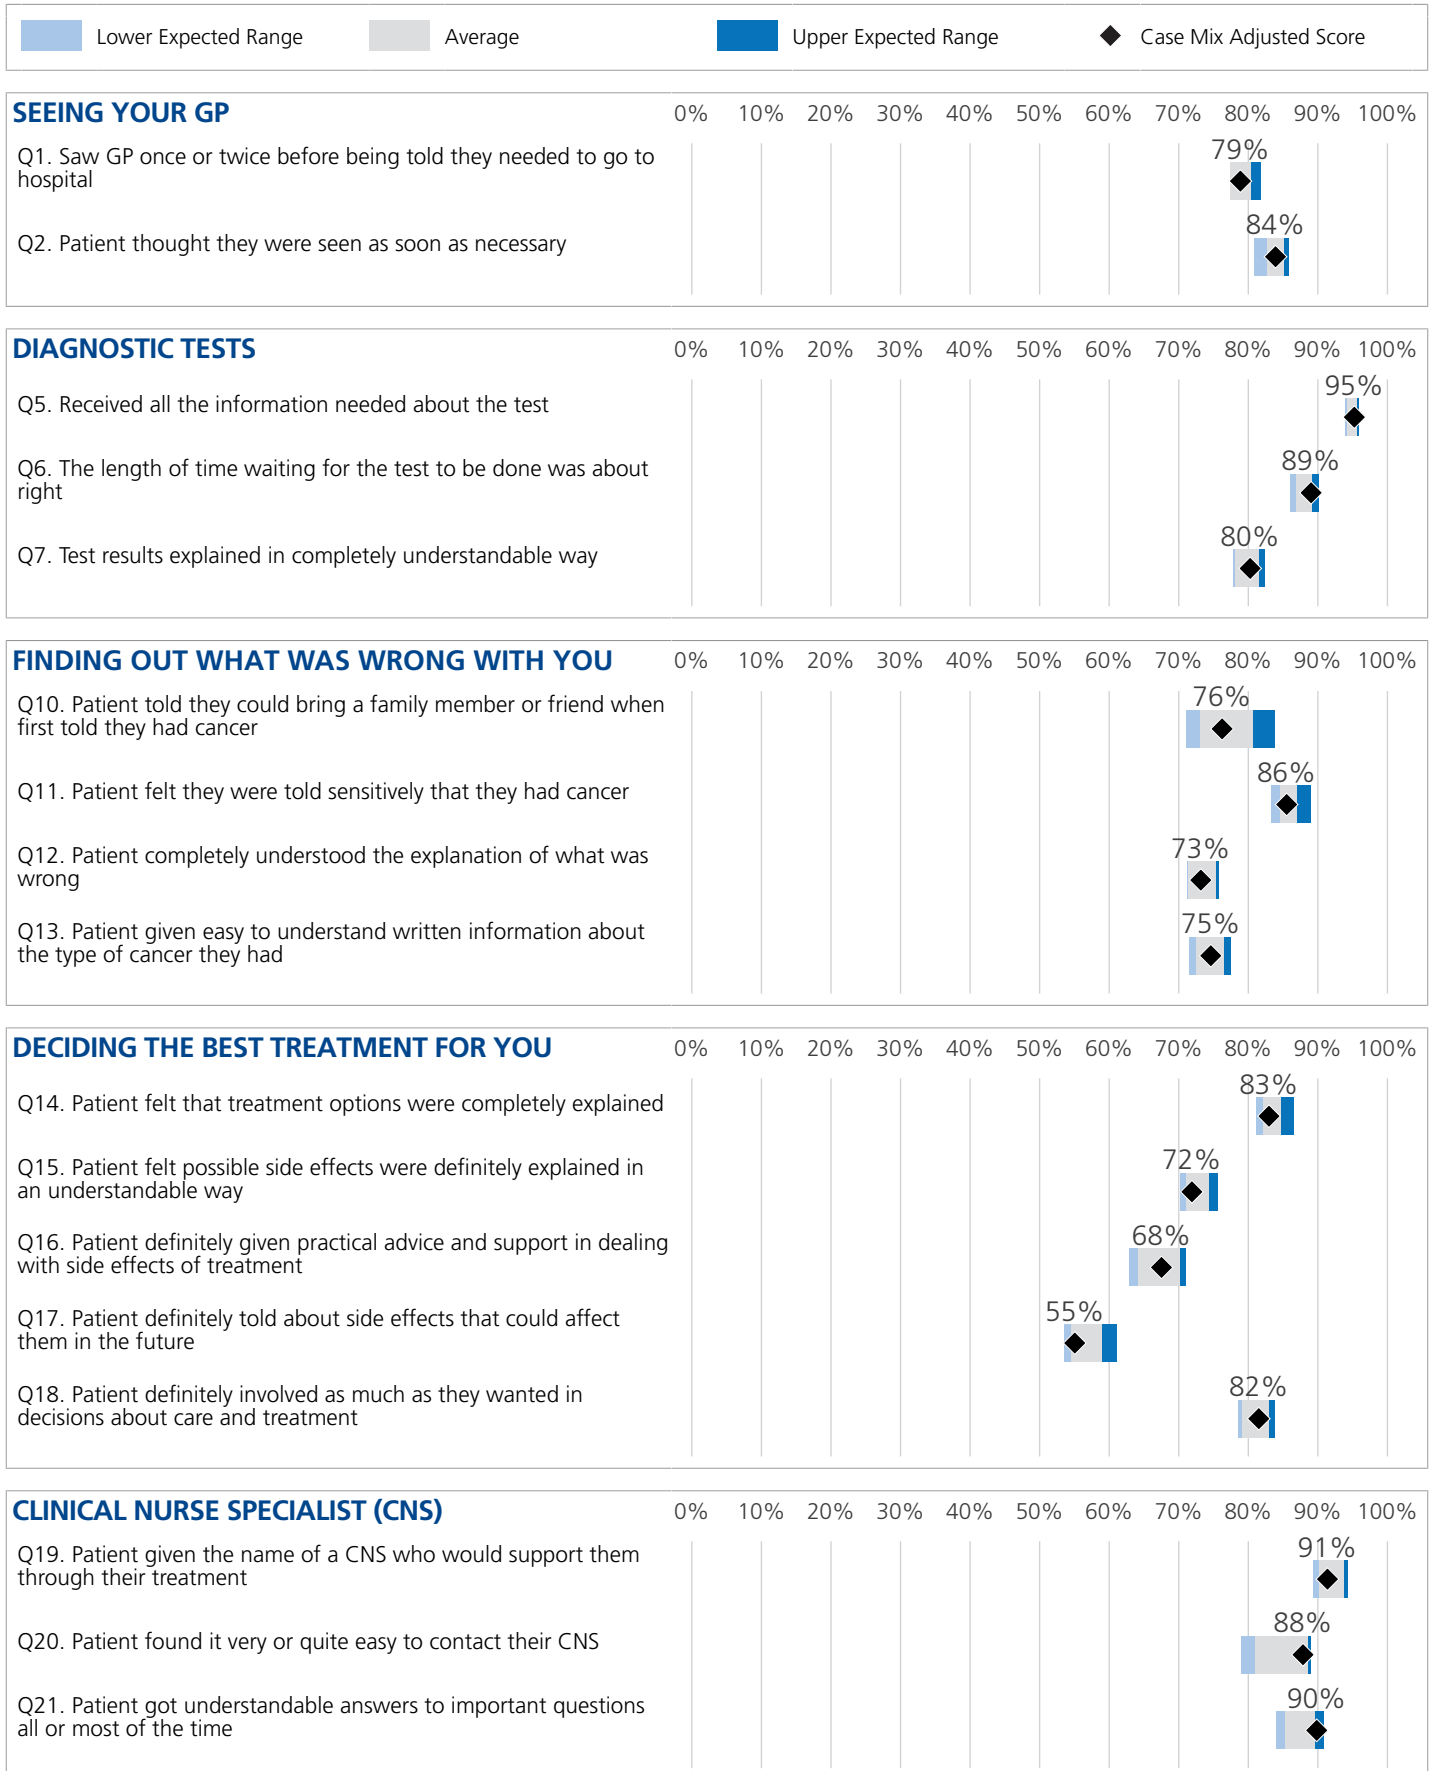 Lower Expected Range Average Upper Expected Range Case Mix Adjusted Score
SEEING YOUR GP 0% 10% 20% 30% 40% 50% 60% 70% 80% 90% 100%
79%
Q1. Saw GP once or twice before being told they needed to go to
hospital
84%
Q2. Patient thought they were seen as soon as necessary
DIAGNOSTIC TESTS 0% 10% 20% 30% 40% 50% 60% 70% 80% 90% 100%
95%
Q5. Received all the information needed about the test
89%
Q6. The length of time waiting for the test to be done was about
right
80%
Q7. Test results explained in completely understandable way
FINDING OUT WHAT WAS WRONG WITH YOU 0% 10% 20% 30% 40% 50% 60% 70% 80% 90% 100%
76%
Q10. Patient told they could bring a family member or friend when
first told they had cancer
86%
Q11. Patient felt they were told sensitively that they had cancer
73%
Q12. Patient completely understood the explanation of what was
wrong
75%
Q13. Patient given easy to understand written information about
the type of cancer they had
DECIDING THE BEST TREATMENT FOR YOU 0% 10% 20% 30% 40% 50% 60% 70% 80% 90% 100%
83%
Q14. Patient felt that treatment options were completely explained
72%
Q15. Patient felt possible side effects were definitely explained in
an understandable way
68%
Q16. Patient definitely given practical advice and support in dealing
with side effects of treatment
55%
Q17. Patient definitely told about side effects that could affect
them in the future
82%
Q18. Patient definitely involved as much as they wanted in
decisions about care and treatment
CLINICAL NURSE SPECIALIST (CNS) 0% 10% 20% 30% 40% 50% 60% 70% 80% 90% 100%
91%
Q19. Patient given the name of a CNS who would support them
through their treatment
88%
Q20. Patient found it very or quite easy to contact their CNS
90%
Q21. Patient got understandable answers to important questions
all or most of the time